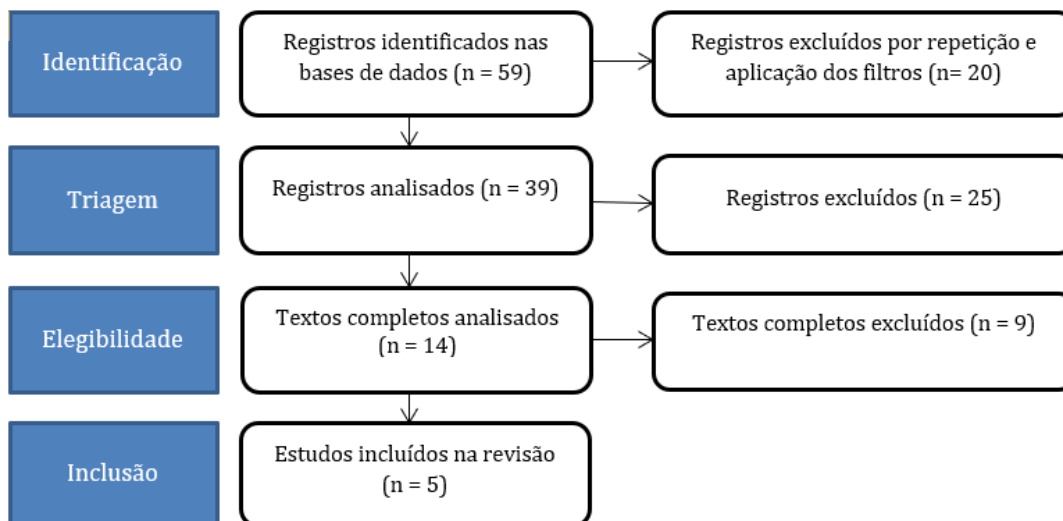 Identificação
Registros identificados nas
bases de dados (n = 59)
Registros excluídos por repetição e
aplicação dos filtros (n= 20)
Triagem
Registros analisados (n = 39)
Registros excluídos (n = 25)
Elegibilidade
Textos completos analisados
(n = 14)
Textos completos excluídos (n = 9)
Inclusão
Estudos incluídos na revisão
(n = 5)